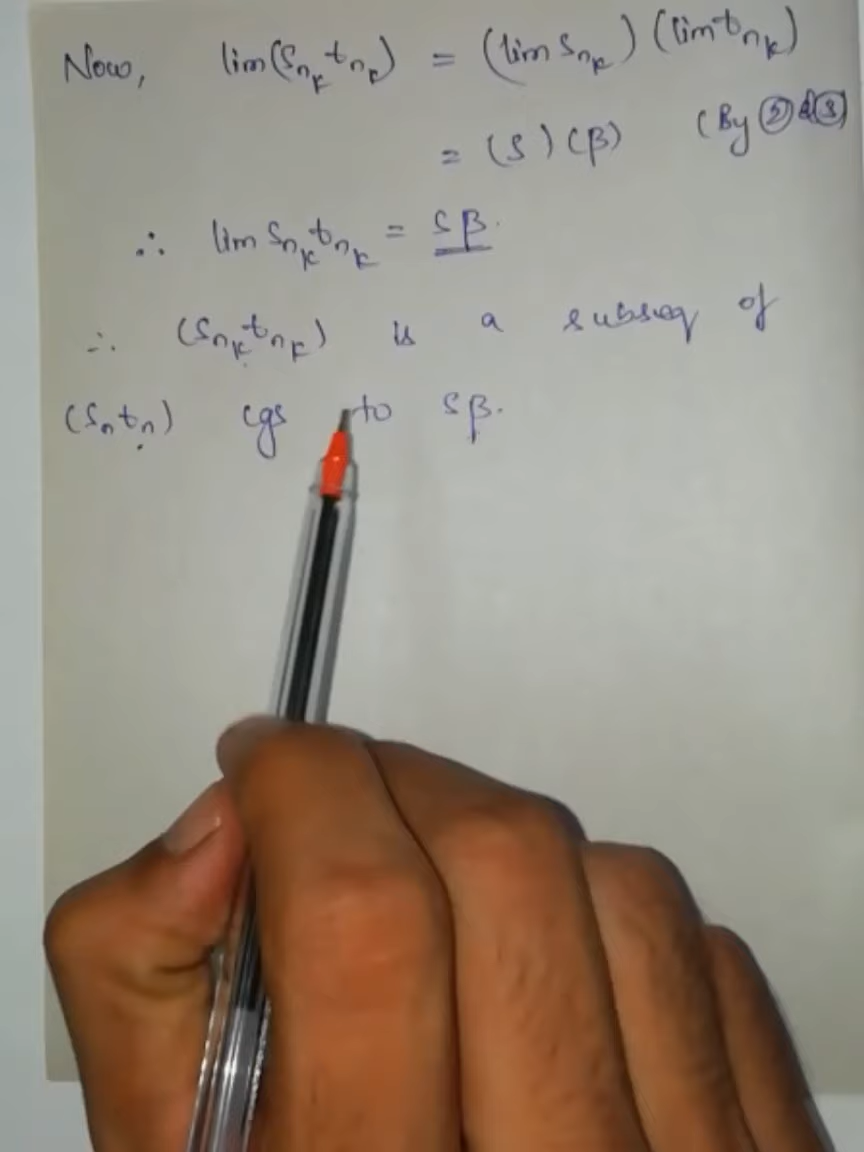 Now, lim(s_{n_k} t_{n_k}) = (lim s_{n_k}) (lim t_{n_k})
= (s) (β) (By ② & ③)
∴ lim s_{n_k} t_{n_k} = sβ.
∴ (s_{n_k} t_{n_k}) is a subseq of
(s_n t_n) cgs to sβ.